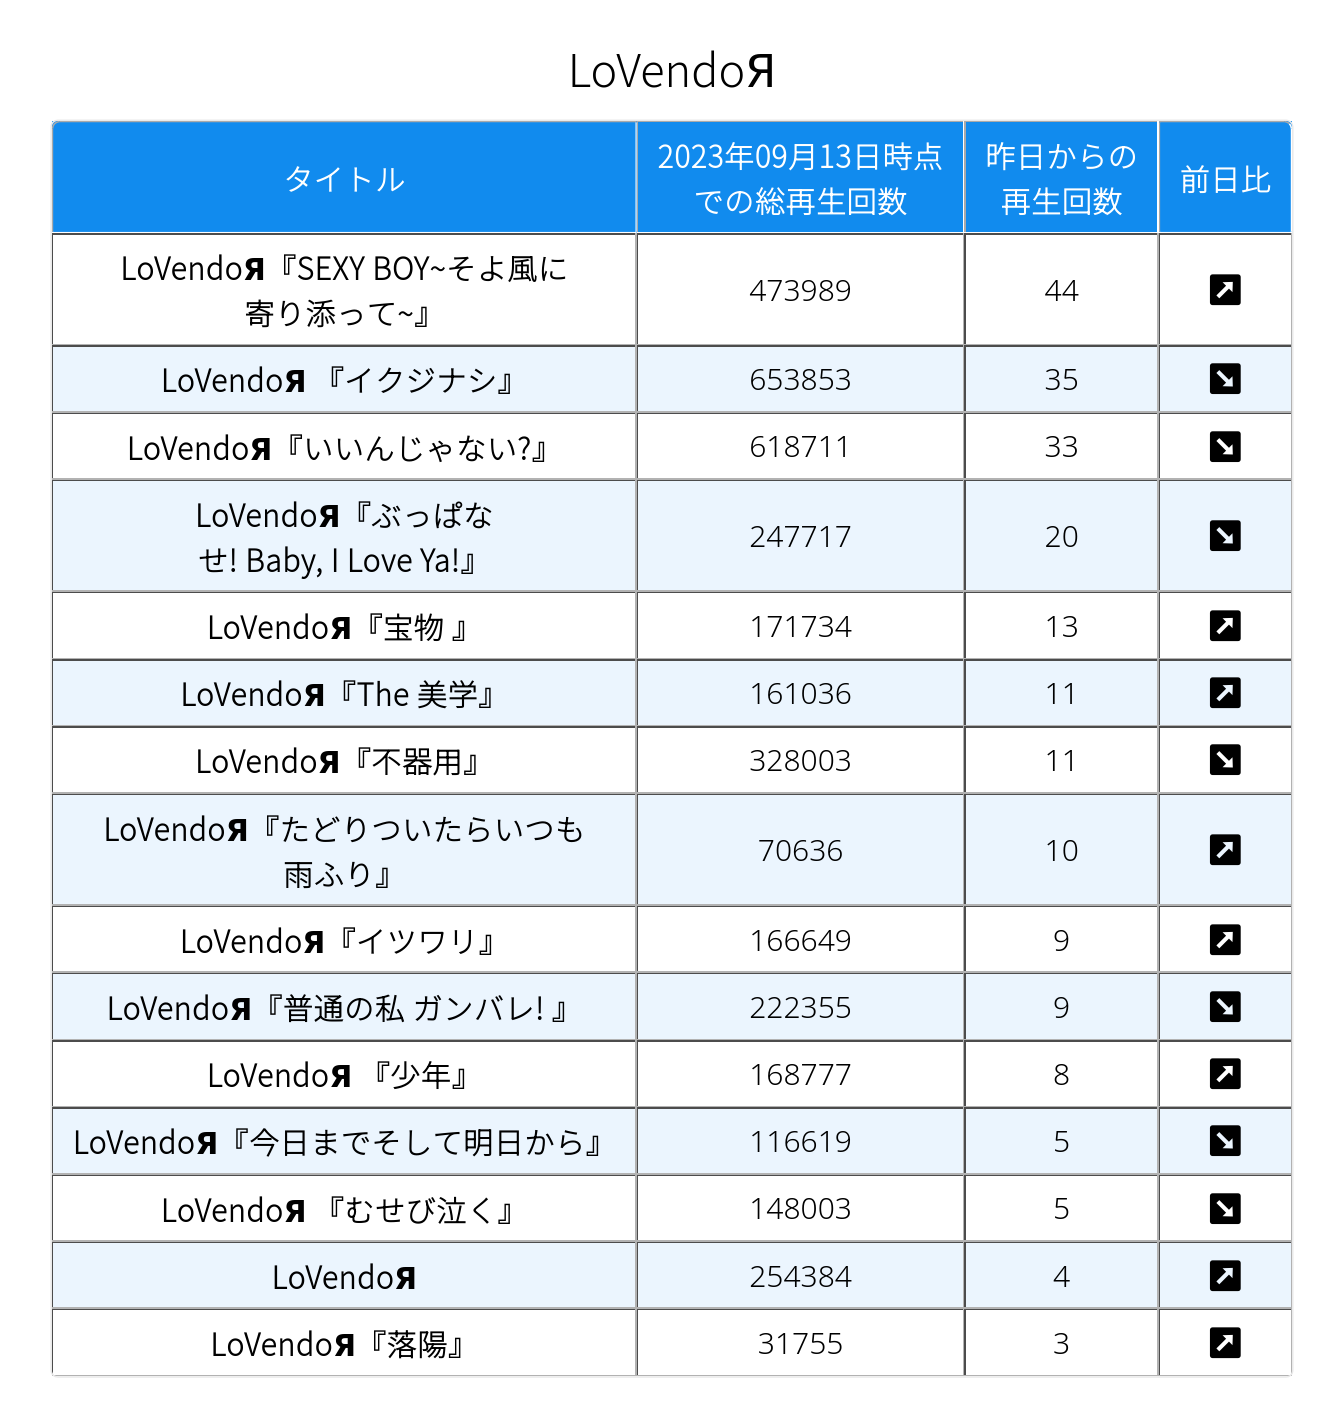 LoVendoЯ
タイトル
2023年09月13日時点
での総再生回数
昨日からの
再生回数
前日比
LoVendoЯ『SEXY BOY~そよ風に
寄り添って~』
473989
44
LoVendoЯ 『イクジナシ』
653853
35
LoVendoЯ『いいんじゃない?』
618711
33
LoVendoЯ『ぶっぱな
せ! Baby, I Love Ya!』
247717
20
LoVendoЯ『宝物 』
171734
13
LoVendoЯ『The 美学』
161036
11
LoVendoЯ『不器用』
328003
11
LoVendoЯ『たどりついたらいつも
雨ふり』
70636
10
LoVendoЯ『イツワリ』
166649
9
LoVendoЯ『普通の私 ガンバレ! 』
222355
9
LoVendoЯ 『少年』
168777
8
LoVendoЯ『今日までそして明日から』
116619
5
LoVendoЯ 『むせび泣く』
148003
5
LoVendoЯ
254384
4
LoVendoЯ『落陽』
31755
3